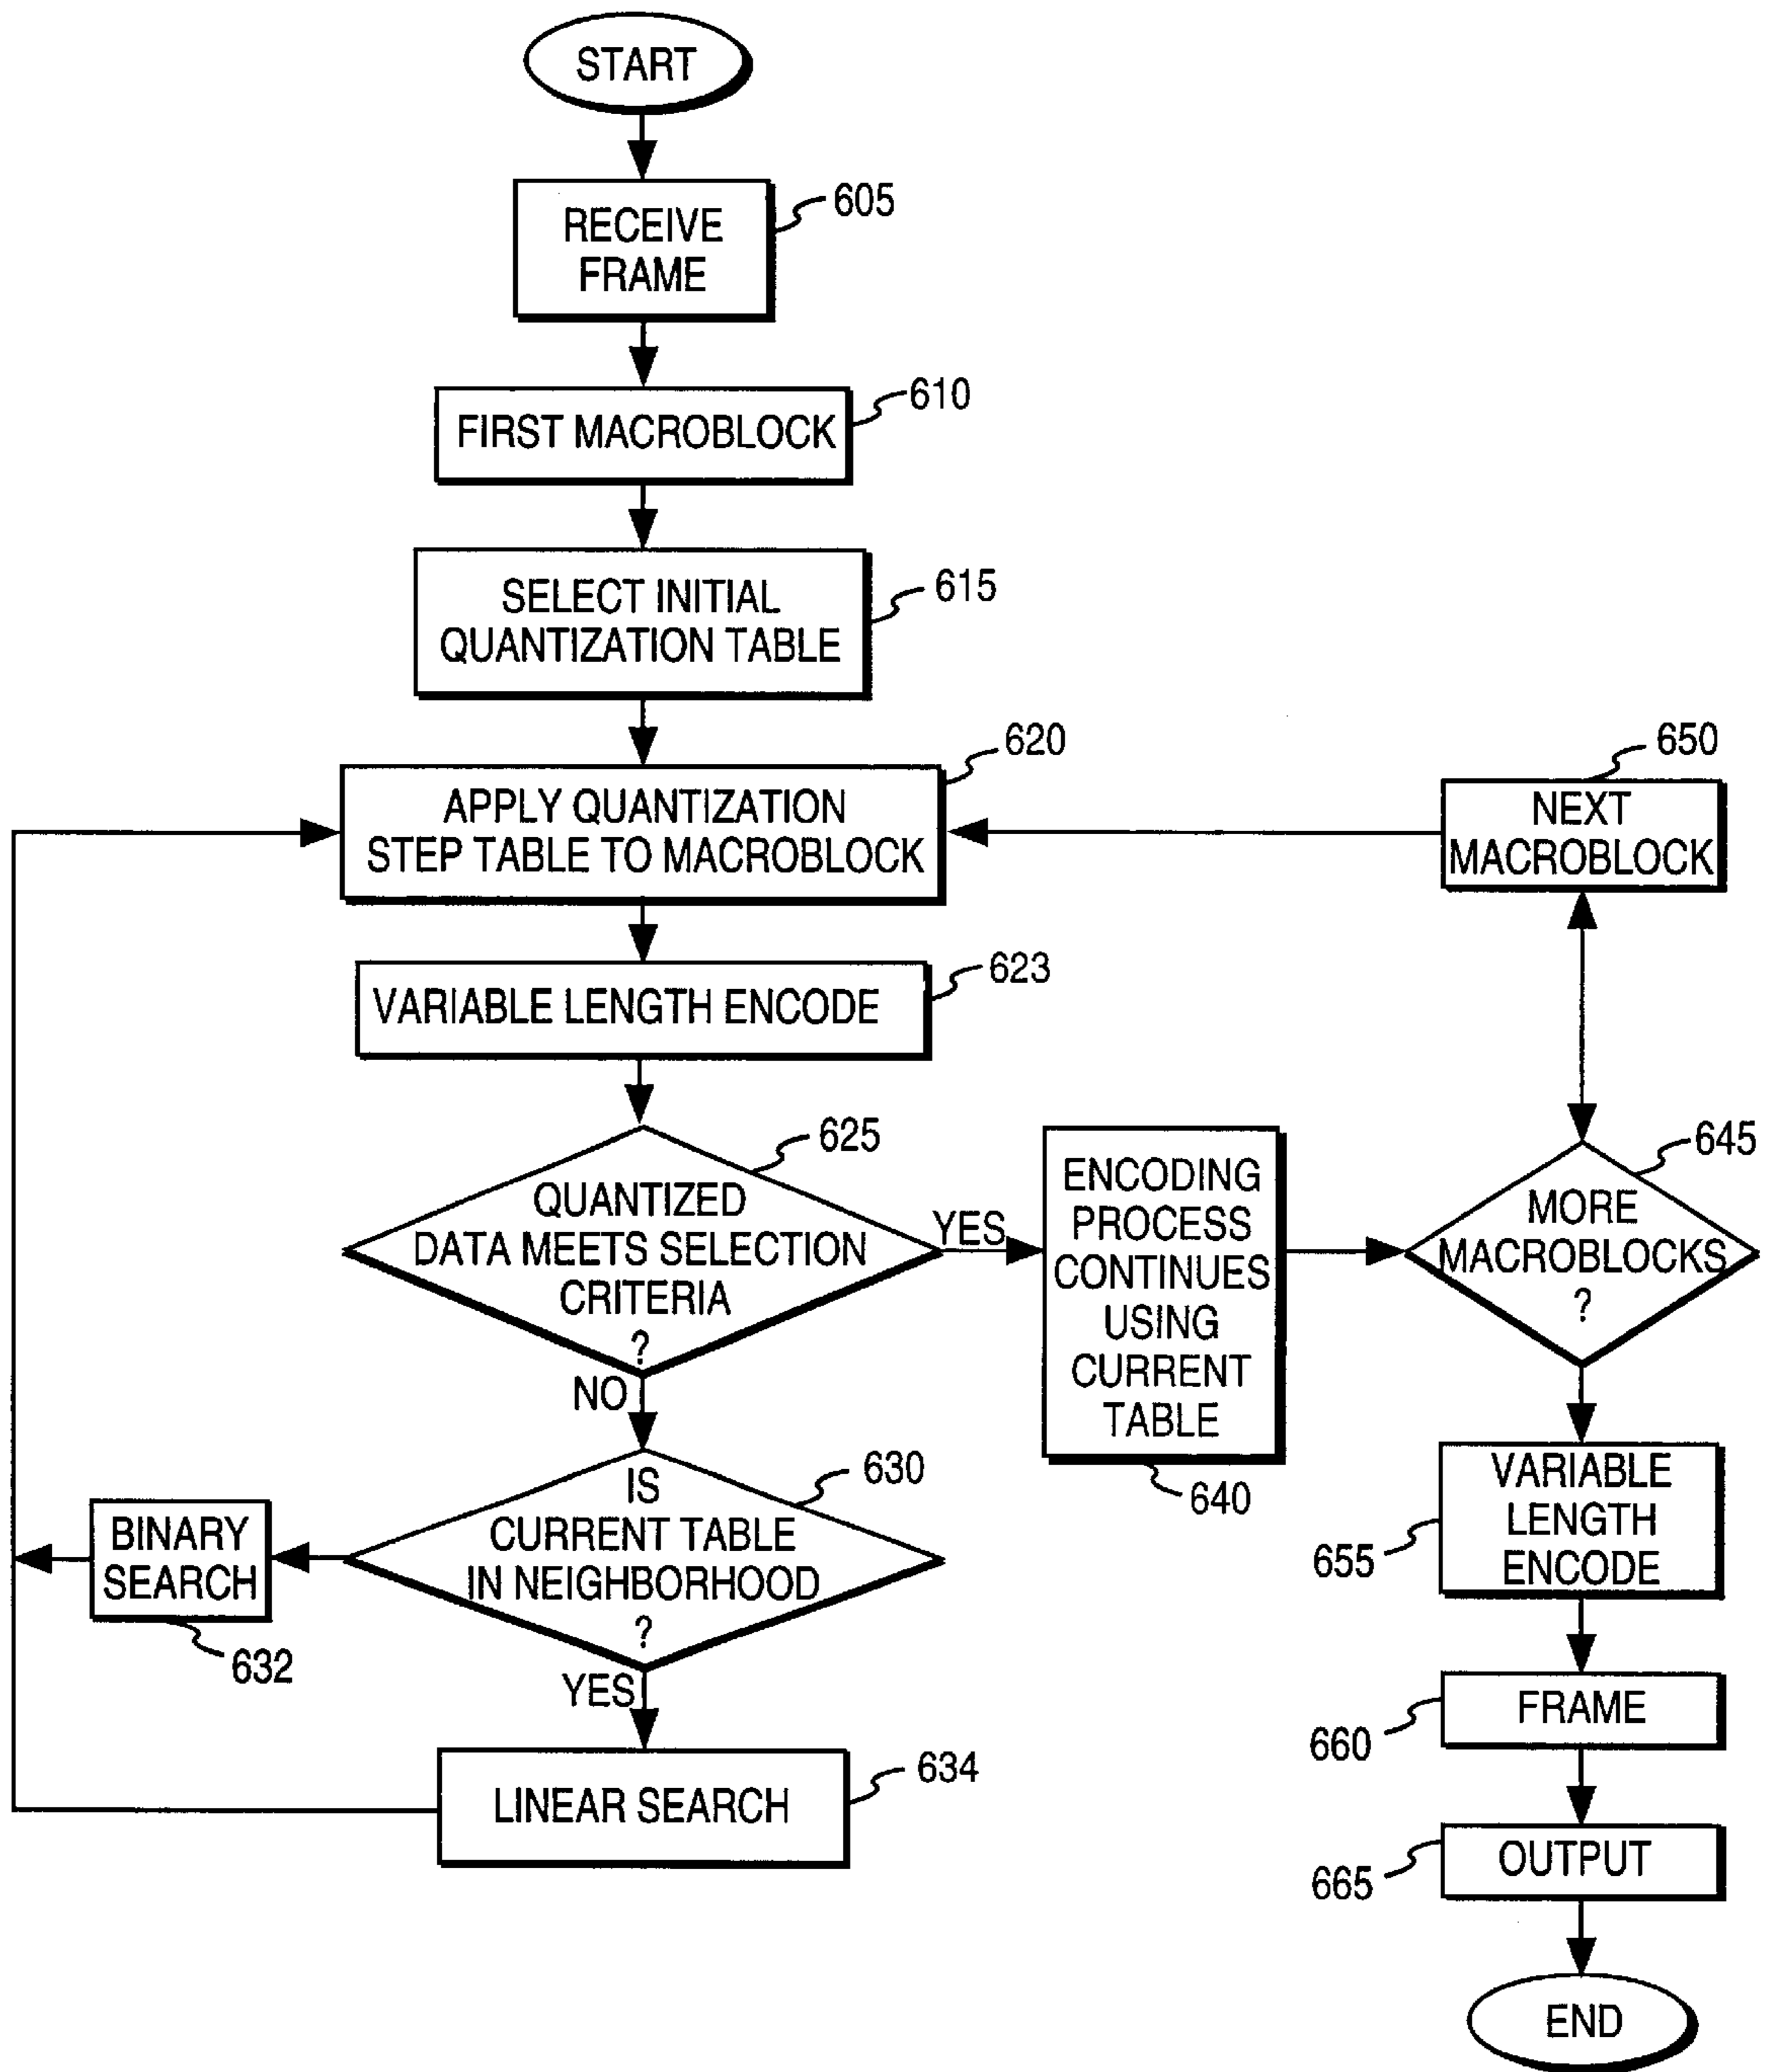 START
605
RECEIVE
FRAME
610
FIRST MACROBLOCK
615
SELECT INITIAL
QUANTIZATION TABLE
620
APPLY QUANTIZATION
STEP TABLE TO MACROBLOCK
650
NEXT
MACROBLOCK
623
VARIABLE LENGTH ENCODE
625
QUANTIZED
DATA MEETS SELECTION
CRITERIA
?
YES
NO
ENCODING
PROCESS
CONTINUES
USING
CURRENT
TABLE
640
645
MORE
MACROBLOCKS
?
630
IS
CURRENT TABLE
IN NEIGHBORHOOD
?
YES
BINARY
SEARCH
632
634
LINEAR SEARCH
VARIABLE
LENGTH
ENCODE
655
FRAME
660
OUTPUT
665
END